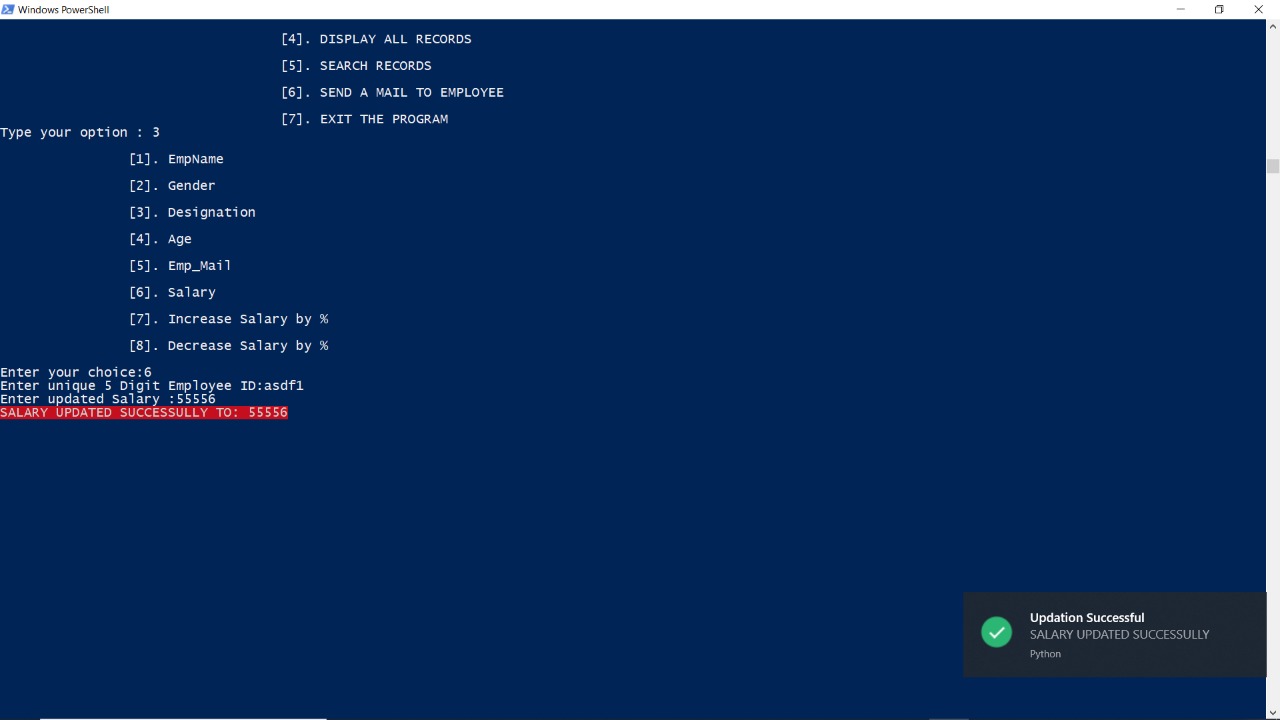 Windows PowerShell
[4]. DISPLAY ALL RECORDS
[5]. SEARCH RECORDS
[6]. SEND A MAIL TO EMPLOYEE
[7]. EXIT THE PROGRAM
Type your option : 3
[1]. EmpName
[2]. Gender
[3]. Designation
[4]. Age
[5]. Emp_Mail
[6]. Salary
[7]. Increase Salary by %
[8]. Decrease Salary by %
Enter your choice:6
Enter unique 5 Digit Employee ID:asdf1
Enter updated Salary :55556
SALARY UPDATED SUCCESSULLY TO: 55556
Updation Successful
SALARY UPDATED SUCCESSULLY
Python